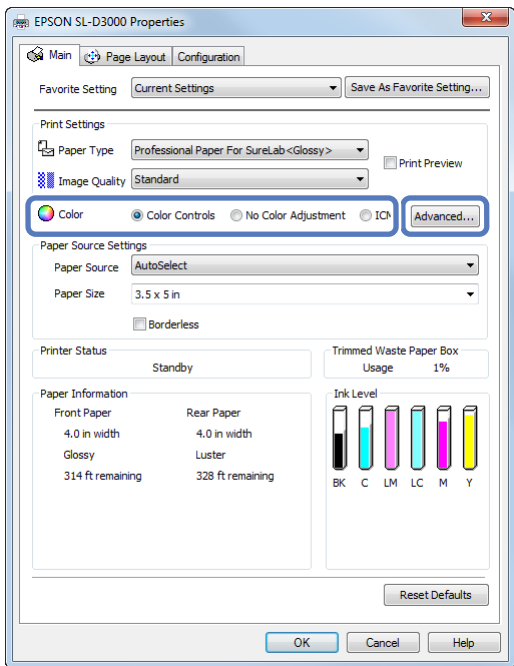 EPSON SL-D3000 Properties
Main Page Layout Configuration
Favorite Setting Current Settings Save As Favorite Setting...
Print Settings
Paper Type Professional Paper For SureLab<Glossy>
Print Preview
Image Quality Standard
Color Color Controls No Color Adjustment ICM Advanced...
Paper Source Settings
Paper Source AutoSelect
Paper Size 3.5 x 5 in
Borderless
Printer Status Trimmed Waste Paper Box
Standby Usage 1%
Paper Information Ink Level
Front Paper Rear Paper
4.0 in width 4.0 in width
Glossy Luster
314 ft remaining 328 ft remaining
BK C LM LC M Y
Reset Defaults
OK Cancel Help